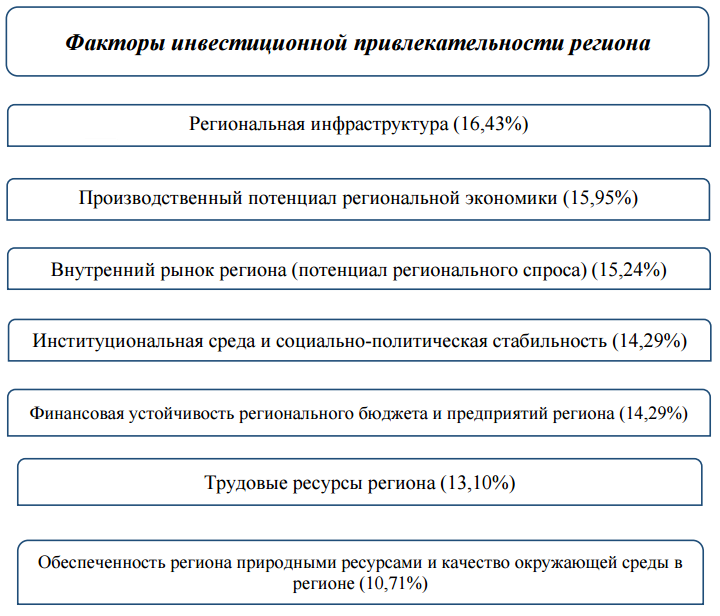 Факторы инвестиционной привлекательности региона
Региональная инфраструктура (16,43%)
Производственный потенциал региональной экономики (15,95%)
Внутренний рынок региона (потенциал регионального спроса) (15,24%)
Институциональная среда и социально-политическая стабильность (14,29%)
Финансовая устойчивость регионального бюджета и предприятий региона (14,29%)
Трудовые ресурсы региона (13,10%)
Обеспеченность региона природными ресурсами и качество окружающей среды в
регионе (10,71%)